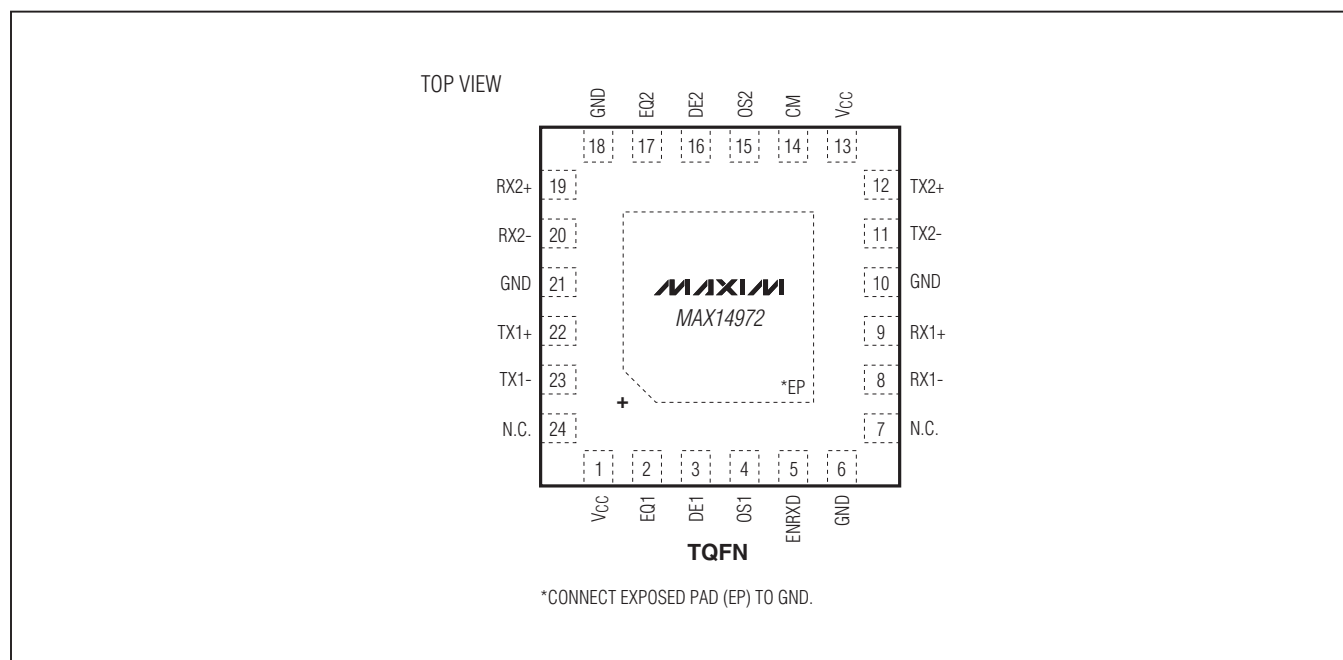 TOP VIEW
GND
EQ2
DE2
OS2
CM
VCC
18 17 16 15 14 13
RX2+ 19 12 TX2+
RX2- 20 11 TX2-
GND 21 10 GND
MAXIM
MAX14972
TX1+ 22 9 RX1+
TX1- 23 8 RX1-
*EP
+
N.C. 24 7 N.C.
1 2 3 4 5 6
VCC
EQ1
DE1
OS1
ENRXD
GND
TQFN
*CONNECT EXPOSED PAD (EP) TO GND.